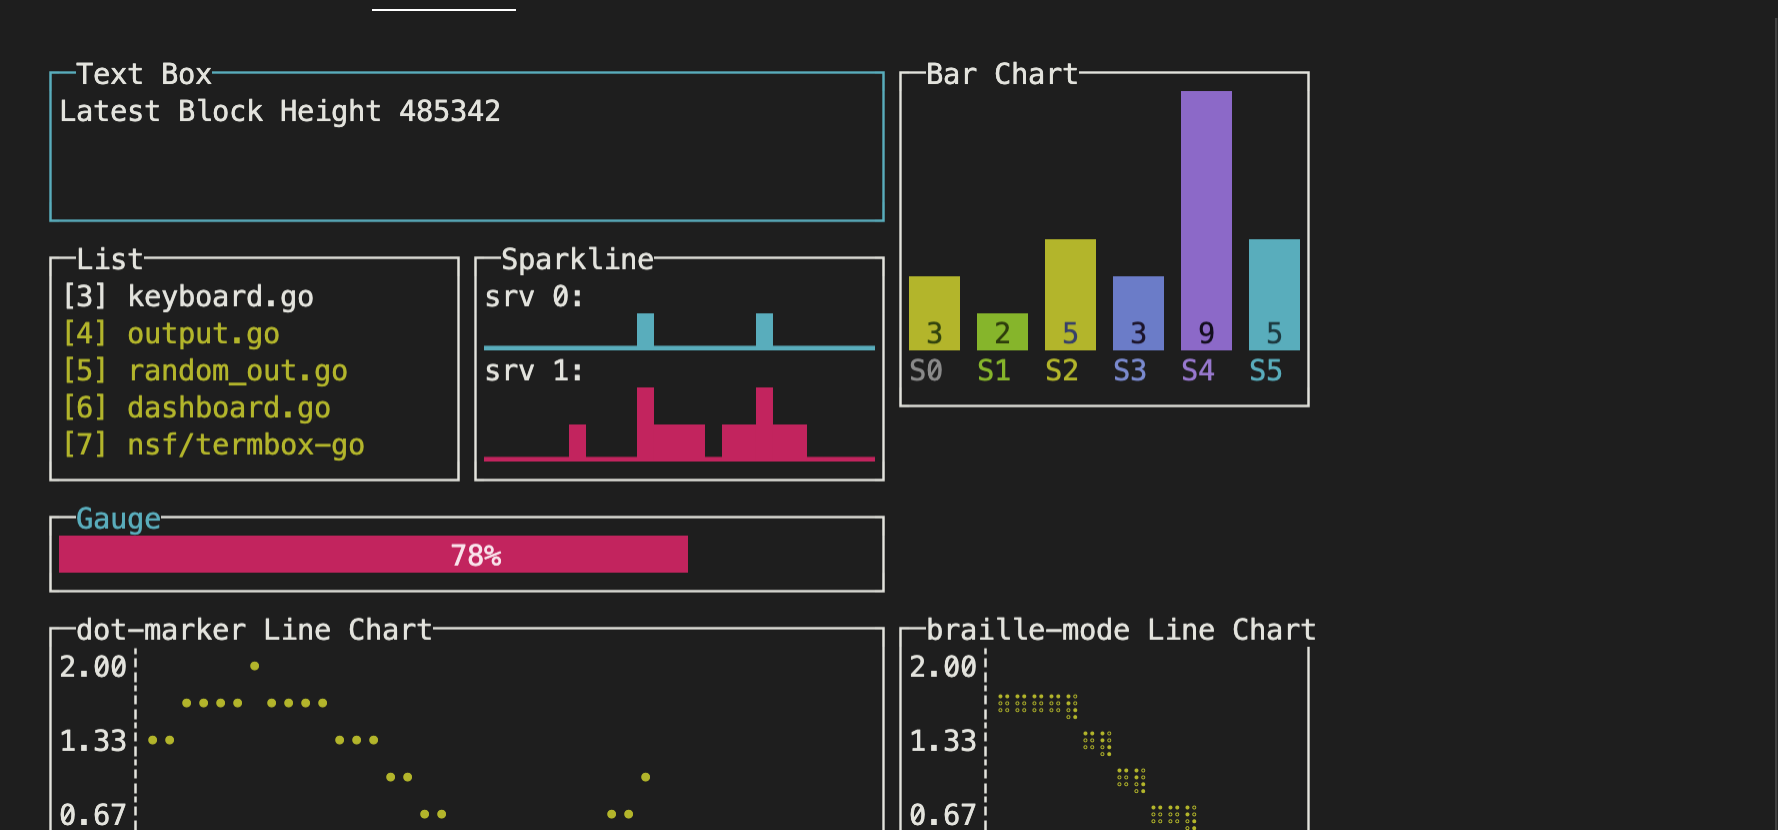 Text Box
Latest Block Height 485342
Bar Chart
3 2 5 3 9 5
S0 S1 S2 S3 S4 S5
List
[3] keyboard.go
[4] output.go
[5] random_out.go
[6] dashboard.go
[7] nsf/termbox-go
Sparkline
srv 0:
srv 1:
Gauge
78%
dot-marker Line Chart
2.00
1.33
0.67
braille-mode Line Chart
2.00
1.33
0.67